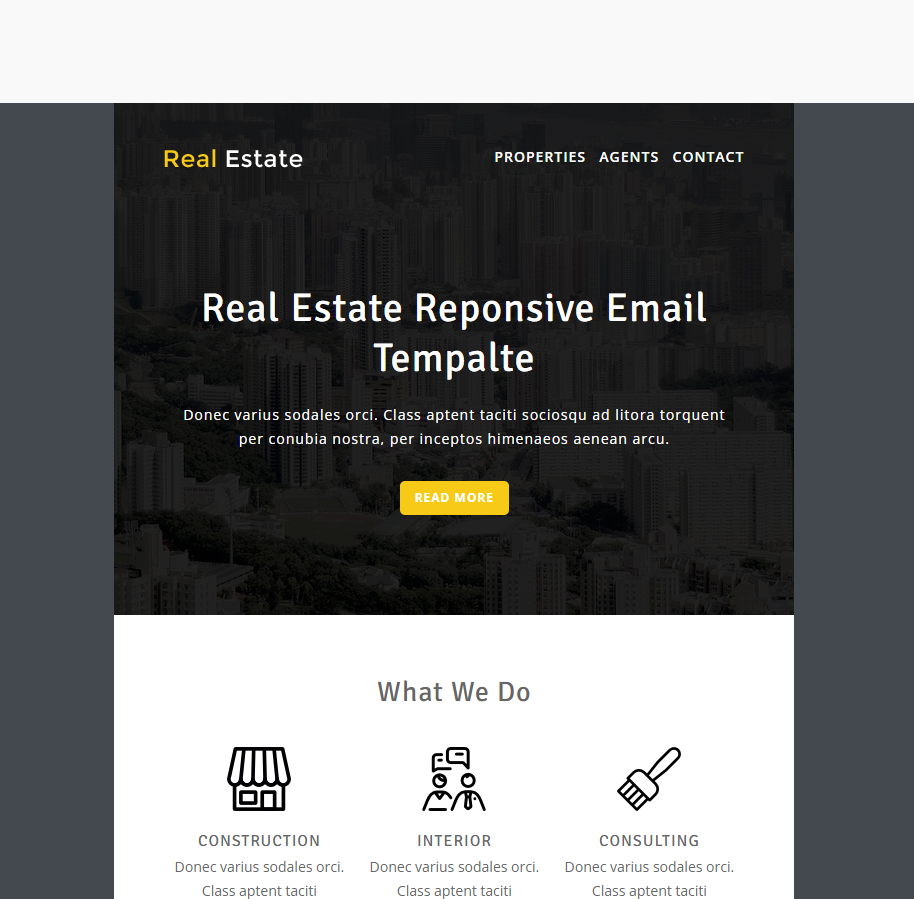 Real Estate
PROPERTIES AGENTS CONTACT
Real Estate Reponsive Email
Tempalte
Donec varius sodales orci. Class aptent taciti sociosqu ad litora torquent
per conubia nostra, per inceptos himenaeos aenean arcu.
READ MORE
What We Do
CONSTRUCTION
Donec varius sodales orci.
Class aptent taciti
INTERIOR
Donec varius sodales orci.
Class aptent taciti
CONSULTING
Donec varius sodales orci.
Class aptent taciti